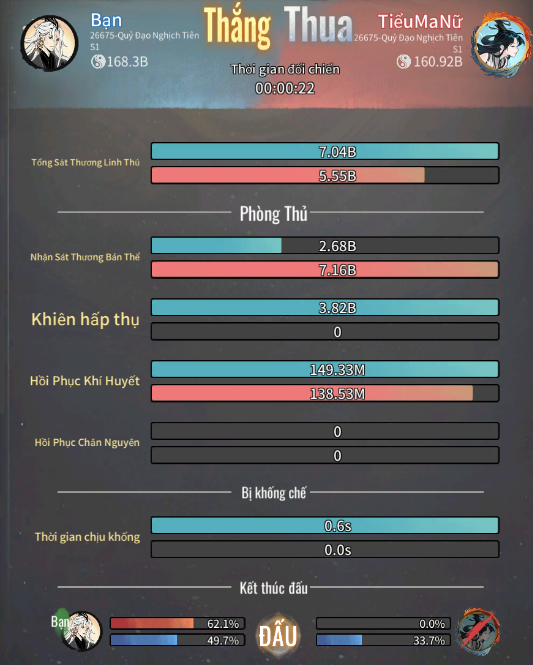 Bạn
Thắng
Thua
TiểuMaNữ
26675-Quỷ Đạo Nghịch Tiên
S1
26675-Quỷ Đạo Nghịch Tiên
S1
168.3B
160.92B
Thời gian đối chiến
00:00:22
Tổng Sát Thương Linh Thú
7.04B
5.55B
Phòng Thủ
Nhận Sát Thương Bản Thể
2.68B
7.16B
Khiên hấp thụ
3.82B
0
Hồi Phục Khí Huyết
149.33M
138.53M
Hồi Phục Chân Nguyên
0
0
Bị khống chế
Thời gian chịu khống
0.6s
0.0s
Kết thúc đấu
Bạn
62.1%
49.7%
ĐẤU
0.0%
33.7%